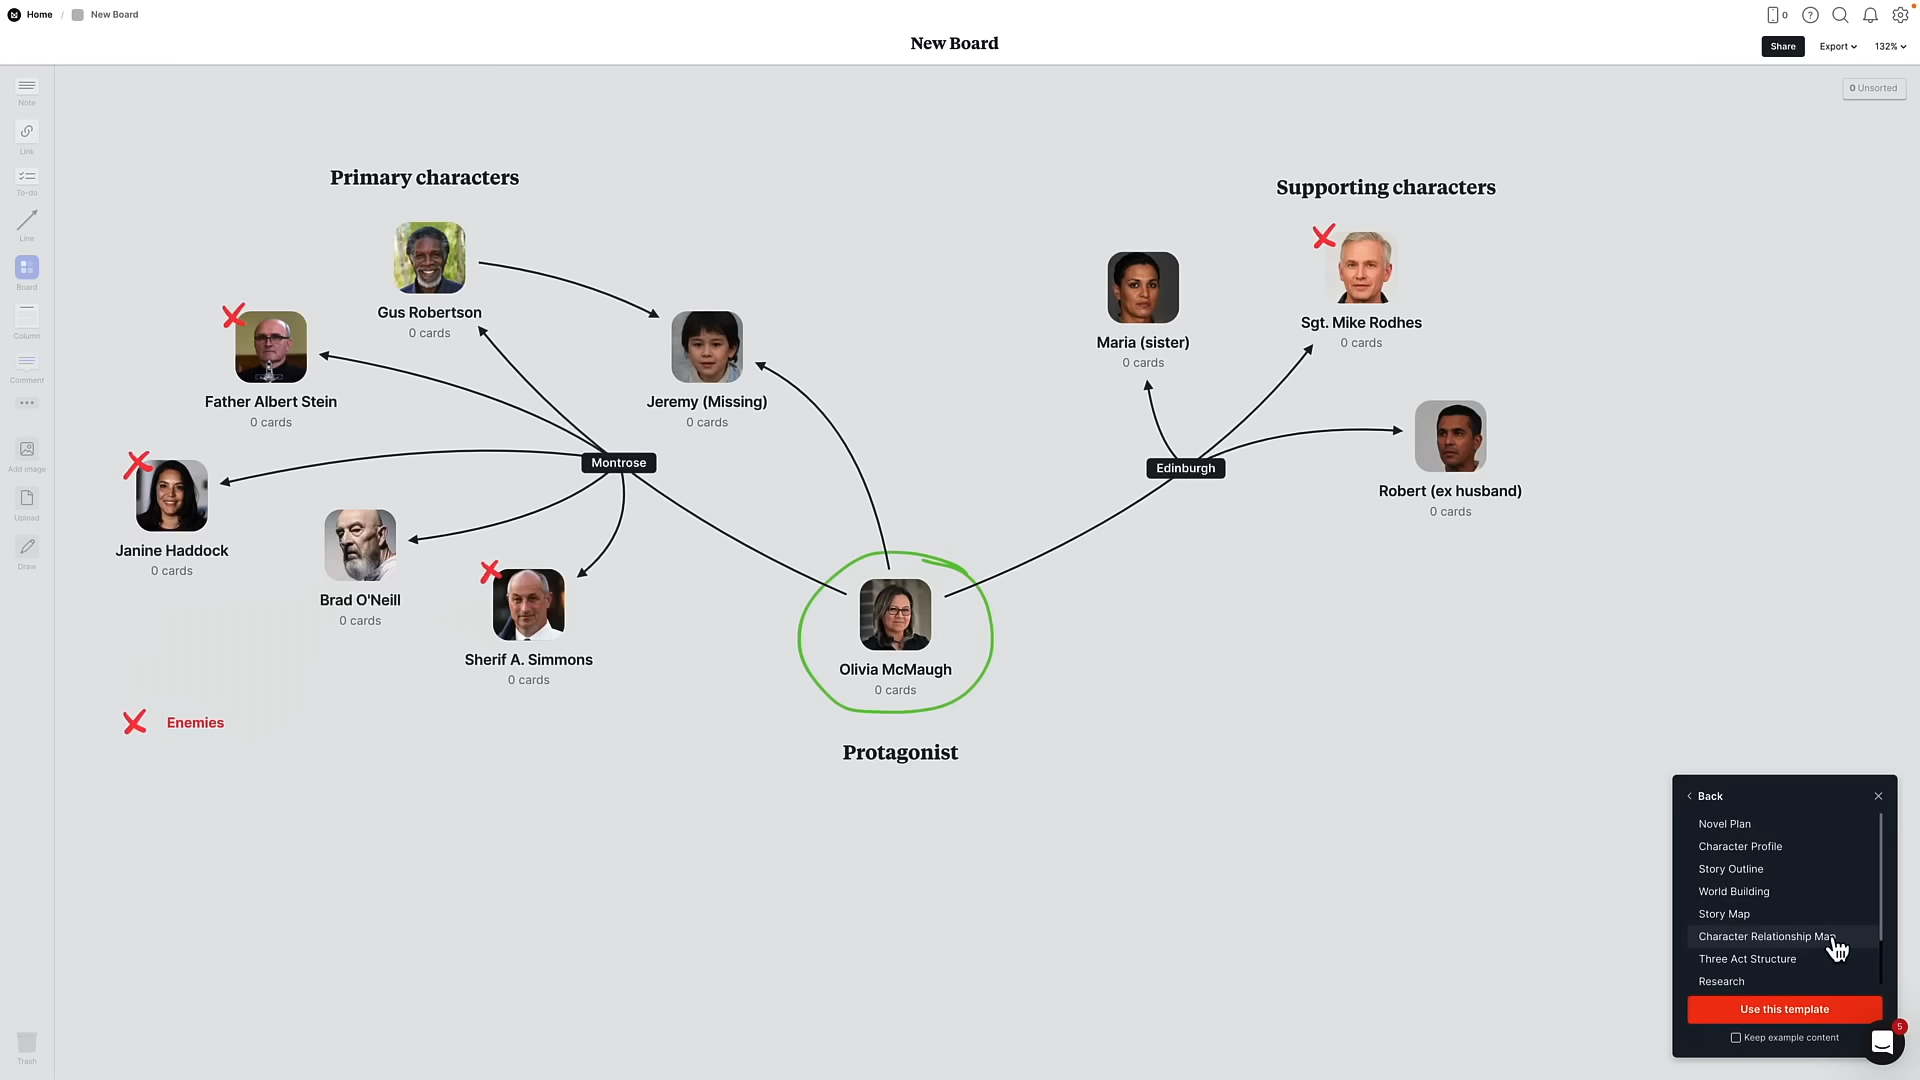 Home / New Board
0
New Board
Share
Export
132%
0 Unsorted
Note
Link
To-do
Line
Board
Column
Comment
Add image
Upload
Draw
Trash
Primary characters
Gus Robertson
0 cards
Father Albert Stein
0 cards
Jeremy (Missing)
0 cards
Montrose
Janine Haddock
0 cards
Brad O'Neill
0 cards
Sherif A. Simmons
0 cards
Enemies
Supporting characters
Maria (sister)
0 cards
Sgt. Mike Rodhes
0 cards
Edinburgh
Robert (ex husband)
0 cards
Olivia McMaugh
0 cards
Protagonist
Back
Novel Plan
Character Profile
Story Outline
World Building
Story Map
Character Relationship Map
Three Act Structure
Research
Use this template
Keep example content
5